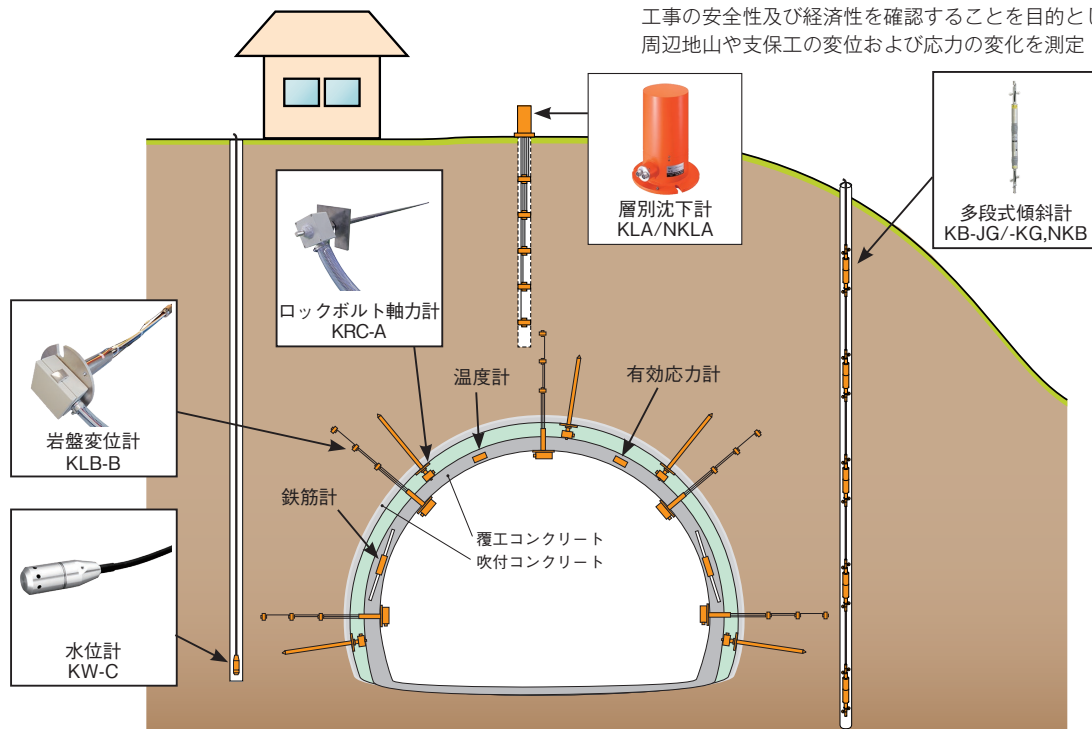 工事の安全性及び経済性を確認することを目的とし
周辺地山や支保工の変位および応力の変化を測定
層別沈下計
KLA/NKLA
多段式傾斜計
KB-JG/-KG,NKB
ロックボルト軸力計
KRC-A
温度計
有効応力計
岩盤変位計
KLB-B
鉄筋計
覆工コンクリート
吹付コンクリート
水位計
KW-C